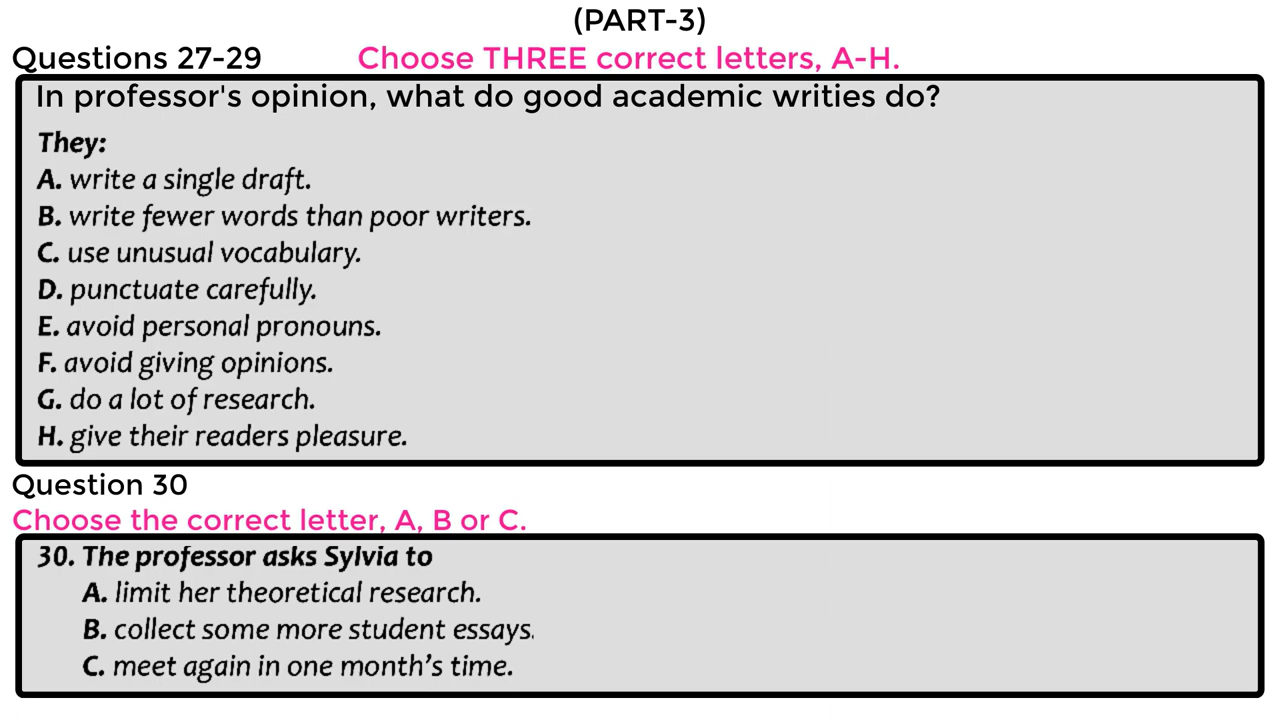 (PART-3)
Questions 27-29 Choose THREE correct letters, A-H.
In professor's opinion, what do good academic writies do?
They:
A. write a single draft.
B. write fewer words than poor writers.
C. use unusual vocabulary.
D. punctuate carefully.
E. avoid personal pronouns.
F. avoid giving opinions.
G. do a lot of research.
H. give their readers pleasure.
Question 30
Choose the correct letter, A, B or C.
30. The professor asks Sylvia to
A. limit her theoretical research.
B. collect some more student essays.
C. meet again in one month's time.